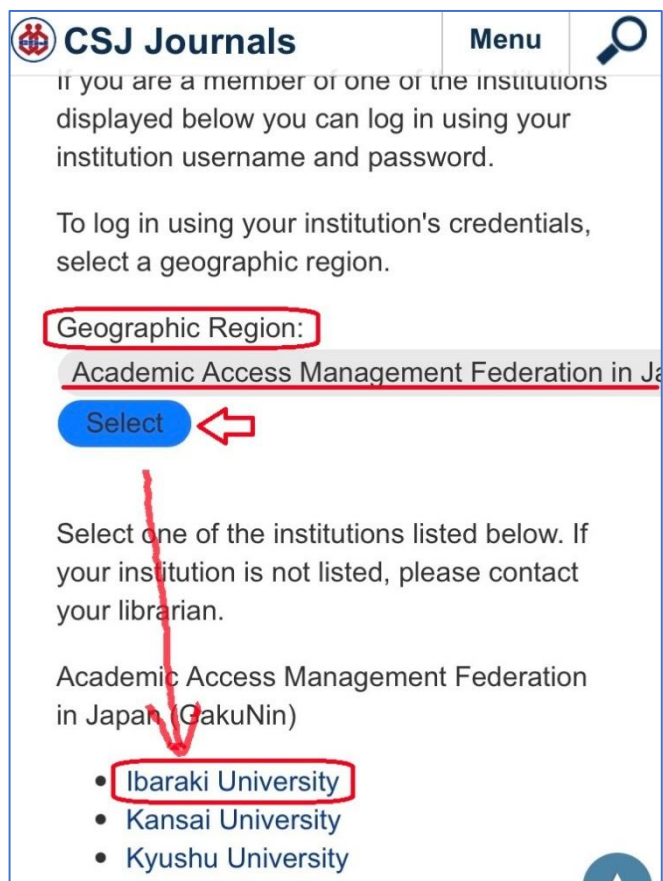 CSJ Journals
Menu
If you are a member of one of the institutions
displayed below you can log in using your
institution username and password.
To log in using your institution's credentials,
select a geographic region.
Geographic Region:
Academic Access Management Federation in Ja
Select
Select one of the institutions listed below. If
your institution is not listed, please contact
your librarian.
Academic Access Management Federation
in Japan (GakuNin)
Ibaraki University
Kansai University
Kyushu University